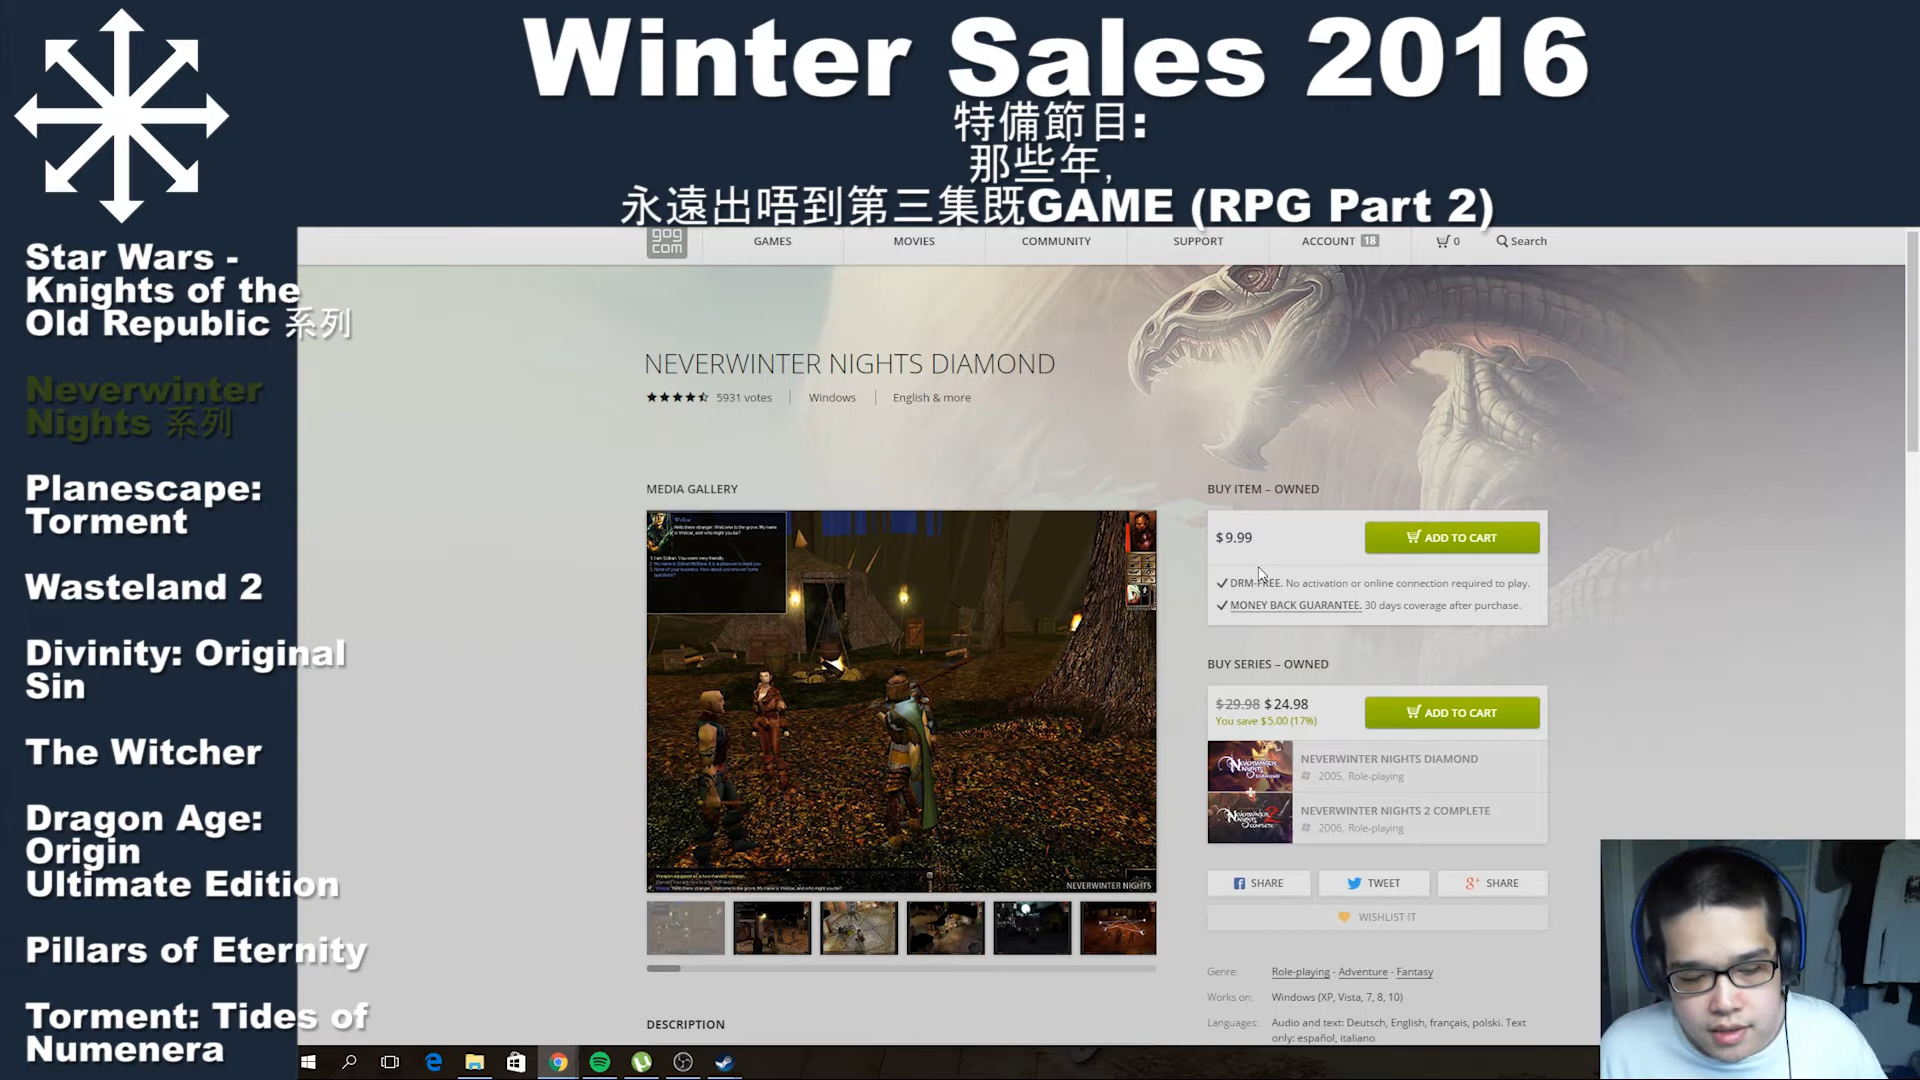 Winter Sales 2016
特備節目:
那些年,
永遠出唔到第三集既GAME (RPG Part 2)
Star Wars -
Knights of the
Old Republic 系列
Neverwinter
Nights 系列
Planescape:
Torment
Wasteland 2
Divinity: Original
Sin
The Witcher
Dragon Age:
Origin
Ultimate Edition
Pillars of Eternity
Torment: Tides of
Numenera
gog
com
GAMES
MOVIES
COMMUNITY
SUPPORT
ACCOUNT 18
0
Search
NEVERWINTER NIGHTS DIAMOND
5931 votes
Windows
English & more
MEDIA GALLERY
NEVERWINTER NIGHTS
DESCRIPTION
BUY ITEM – OWNED
$ 9.99
ADD TO CART
DRM-FREE. No activation or online connection required to play.
MONEY BACK GUARANTEE. 30 days coverage after purchase.
BUY SERIES – OWNED
$ 29.98 $ 24.98
You save $ 5.00 (17%)
ADD TO CART
NEVERWINTER NIGHTS DIAMOND
2005, Role-playing
NEVERWINTER NIGHTS 2 COMPLETE
2006, Role-playing
SHARE
TWEET
SHARE
WISHLIST IT
Genre: Role-playing - Adventure - Fantasy
Works on: Windows (XP, Vista, 7, 8, 10)
Languages: Audio and text: Deutsch, English, français, polski. Text
only: español, italiano